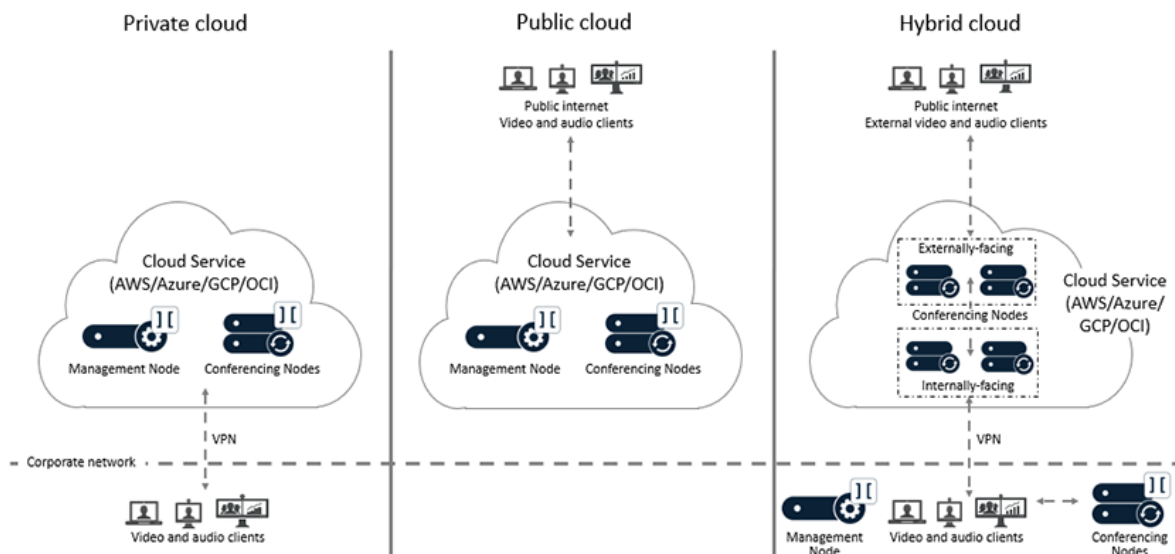 Private cloud
Cloud Service
(AWS/Azure/GCP/OCI)
][
][
Management Node
Conferencing Nodes
VPN
Corporate network
Video and audio clients
Public cloud
Public internet
Video and audio clients
Cloud Service
(AWS/Azure/GCP/OCI)
][
][
Management Node
Conferencing Nodes
Hybrid cloud
Public internet
External video and audio clients
Externally-facing
Conferencing Nodes
Internally-facing
Cloud Service
(AWS/Azure/
GCP/OCI)
VPN
][
Management
Node
Video and audio clients
][
Conferencing
Nodes